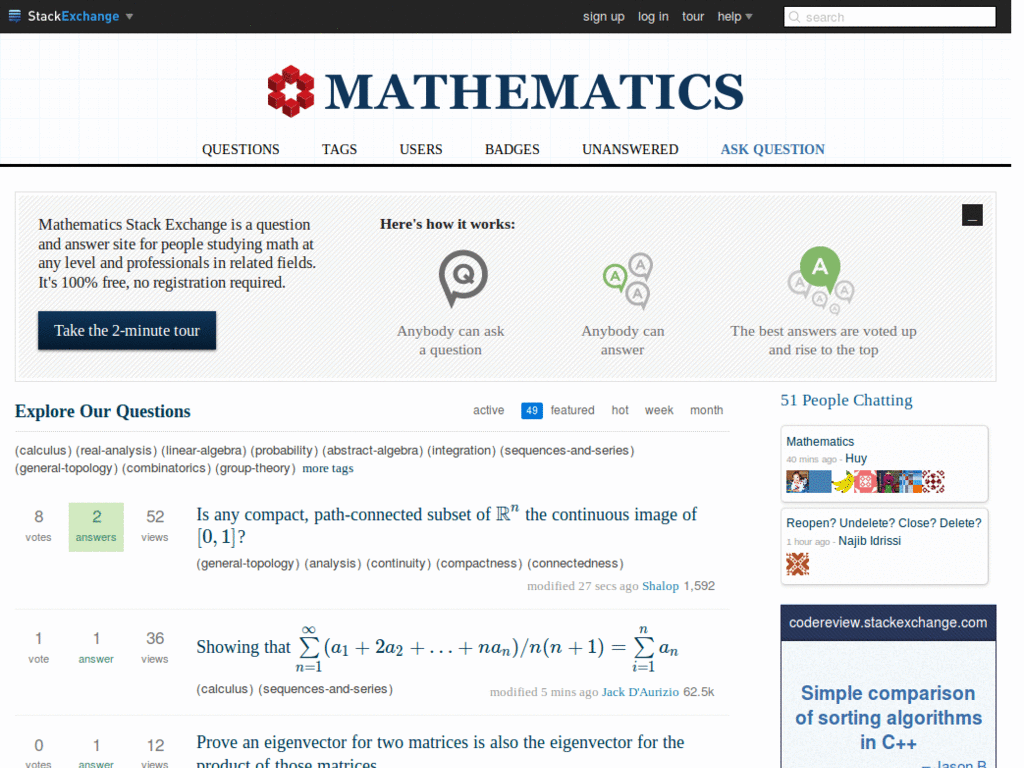 StackExchange
sign up log in tour help
search
MATHEMATICS
QUESTIONS TAGS USERS BADGES UNANSWERED ASK QUESTION
Mathematics Stack Exchange is a question
and answer site for people studying math at
any level and professionals in related fields.
It's 100% free, no registration required.
Take the 2-minute tour
Here's how it works:
Q
Anybody can ask
a question
A
A
A
Anybody can
answer
A
A
A
A
A
The best answers are voted up
and rise to the top
_
Explore Our Questions
active 49 featured hot week month
(calculus) (real-analysis) (linear-algebra) (probability) (abstract-algebra) (integration) (sequences-and-series)
(general-topology) (combinatorics) (group-theory) more tags
8 2 52
votes answers views
Is any compact, path-connected subset of ℝⁿ the continuous image of
[0, 1]?
(general-topology) (analysis) (continuity) (compactness) (connectedness)
modified 27 secs ago Shalop 1,592
1 1 36
vote answer views
Showing that ∑_{n=1}^{∞} (a₁ + 2a₂ + … + naₙ)/n(n + 1) = ∑_{i=1}^{n} aₙ
(calculus) (sequences-and-series)
modified 5 mins ago Jack D'Aurizio 62.5k
0 1 12
votes answer views
Prove an eigenvector for two matrices is also the eigenvector for the
product of those matrices
51 People Chatting
Mathematics
40 mins ago - Huy
Reopen? Undelete? Close? Delete?
1 hour ago - Najib Idrissi
codereview.stackexchange.com
Simple comparison
of sorting algorithms
in C++
– Jason B